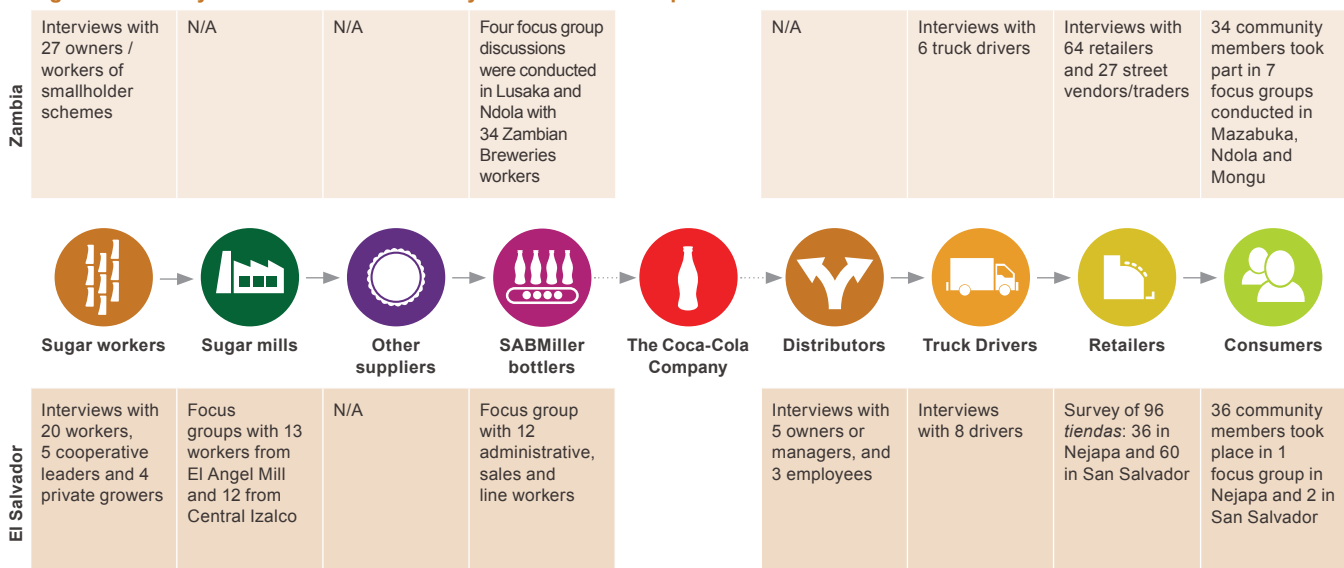 Zambia
Interviews with
27 owners /
workers of
smallholder
schemes
N/A
N/A
Four focus group
discussions
were conducted
in Lusaka and
Ndola with
34 Zambian
Breweries
workers
N/A
Interviews with
6 truck drivers
Interviews with
64 retailers
and 27 street
vendors/traders
34 community
members took
part in 7
focus groups
conducted in
Mazabuka,
Ndola and
Mongu
Sugar workers
Sugar mills
Other
suppliers
SABMiller
bottlers
The Coca-Cola
Company
Distributors
Truck Drivers
Retailers
Consumers
El Salvador
Interviews with
20 workers,
5 cooperative
leaders and 4
private growers
Focus
groups with 13
workers from
El Angel Mill
and 12 from
Central Izalco
N/A
Focus group
with 12
administrative,
sales and
line workers
Interviews with
5 owners or
managers, and
3 employees
Interviews
with 8 drivers
Survey of 96
tiendas: 36 in
Nejapa and 60
in San Salvador
36 community
members took
place in 1
focus group in
Nejapa and 2 in
San Salvador